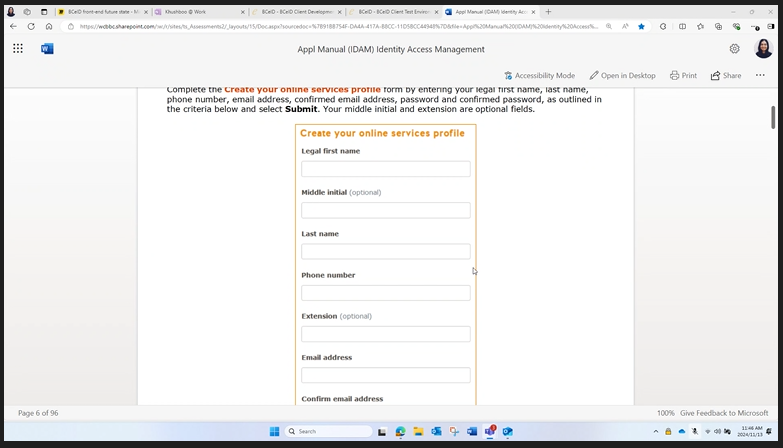 BCeID front-end future state - M
Khushboo @ Work
BCeID - BCeID Client Developmen
BCeID - BCeID Client Test Environ
Appl Manual (IDAM) Identity Acce
Appl Manual (IDAM) Identity Access Management
Accessibility Mode
Open in Desktop
Print
Share
Complete the Create your online services profile form by entering your legal first name, last name,
phone number, email address, confirmed email address, password and confirmed password, as outlined in
the criteria below and select Submit. Your middle initial and extension are optional fields.
Create your online services profile
Legal first name
Middle initial (optional)
Last name
Phone number
Extension (optional)
Email address
Confirm email address
Page 6 of 96
100% Give Feedback to Microsoft
Search
11:46 AM
2024/11/13